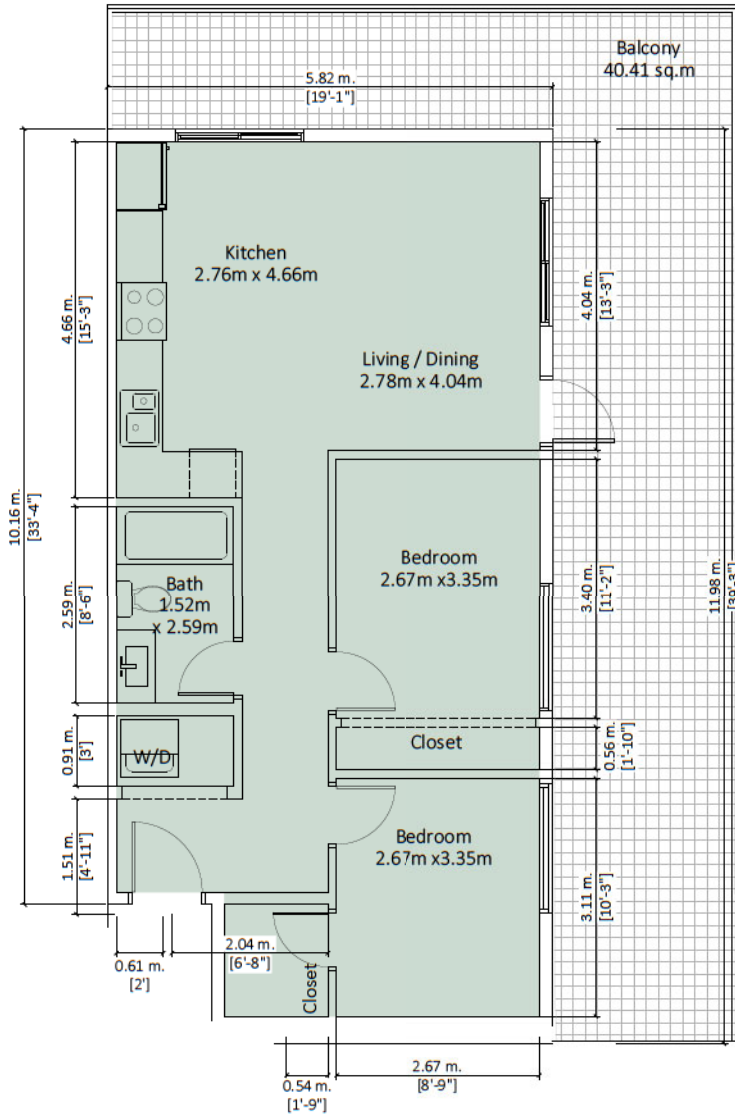 Balcony
40.41 sq.m
5.82 m.
[19'-1"]
Kitchen
2.76m x 4.66m
4.66 m.
[15'-3"]
4.04 m.
[13'-3"]
Living / Dining
2.78m x 4.04m
10.16 m.
[33'-4"]
Bedroom
2.67m x3.35m
Bath
1.52m
x 2.59m
2.59 m.
[8'-6"]
3.40 m.
[11'-2"]
11.98 m.
[39'-3"]
W/D
0.91 m.
[3']
Closet
0.56 m.
[1'-10"]
Bedroom
2.67m x3.35m
1.51 m.
[4'-11"]
3.11 m.
[10'-3"]
0.61 m.
[2']
2.04 m.
[6'-8"]
Closet
0.54 m.
[1'-9"]
2.67 m.
[8'-9"]